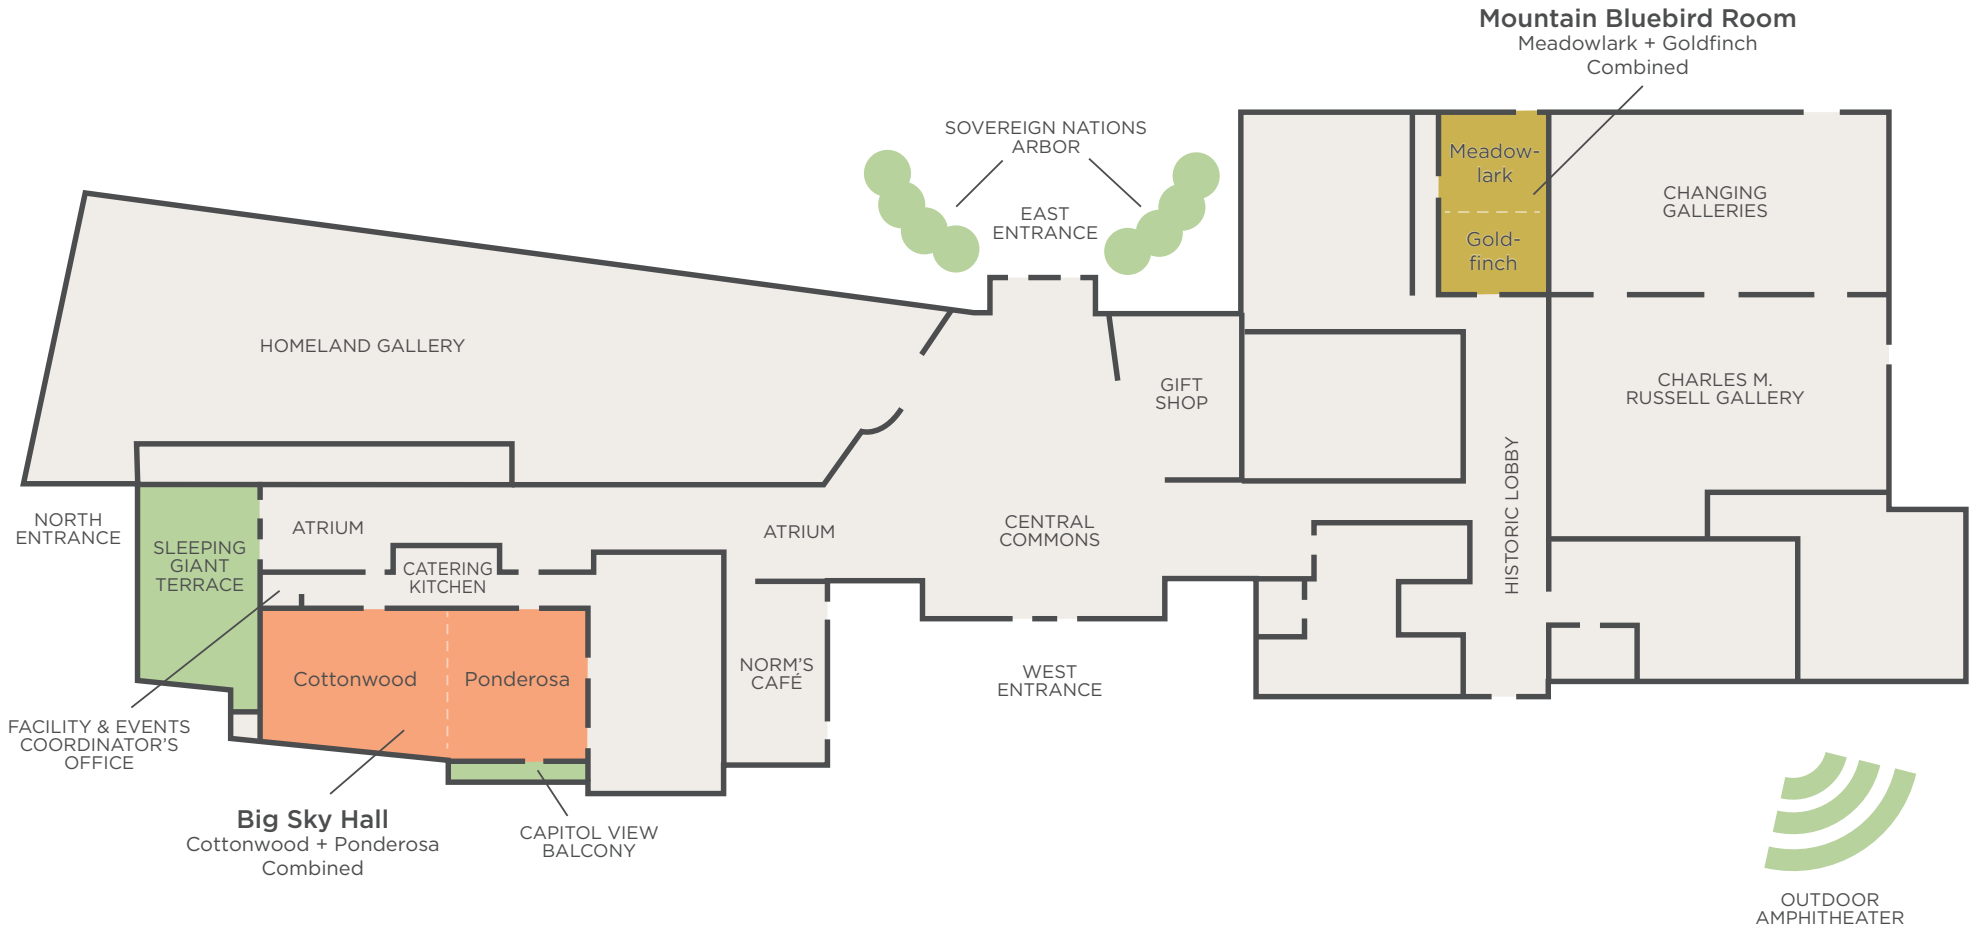 Mountain Bluebird Room
Meadowlark + Goldfinch
Combined
SOVEREIGN NATIONS
ARBOR
EAST
ENTRANCE
Meadow-
lark
Gold-
finch
CHANGING
GALLERIES
HOMELAND GALLERY
GIFT
SHOP
CHARLES M.
RUSSELL GALLERY
HISTORIC LOBBY
NORTH
ENTRANCE
SLEEPING
GIANT
TERRACE
ATRIUM
CATERING
KITCHEN
ATRIUM
CENTRAL
COMMONS
Cottonwood
Ponderosa
NORM'S
CAFÉ
WEST
ENTRANCE
FACILITY & EVENTS
COORDINATOR'S
OFFICE
Big Sky Hall
Cottonwood + Ponderosa
Combined
CAPITOL VIEW
BALCONY
OUTDOOR
AMPHITHEATER